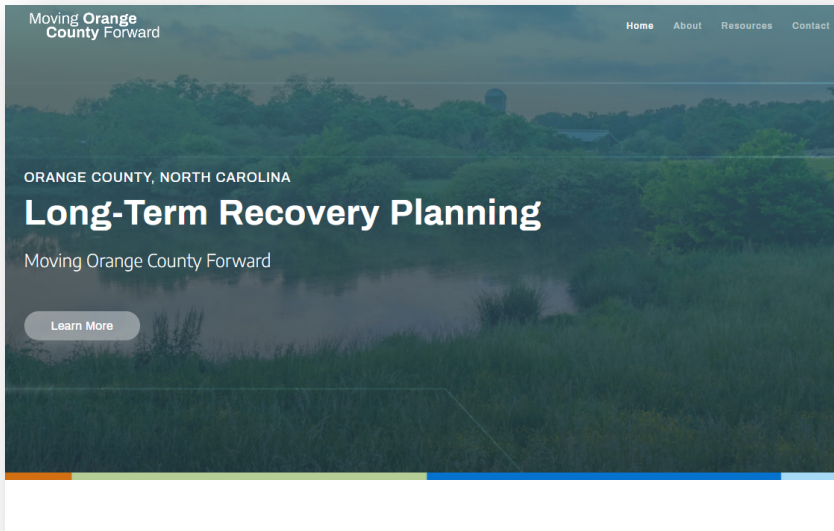 Moving Orange
County Forward
Home About Resources Contact
ORANGE COUNTY, NORTH CAROLINA
Long-Term Recovery Planning
Moving Orange County Forward
Learn More